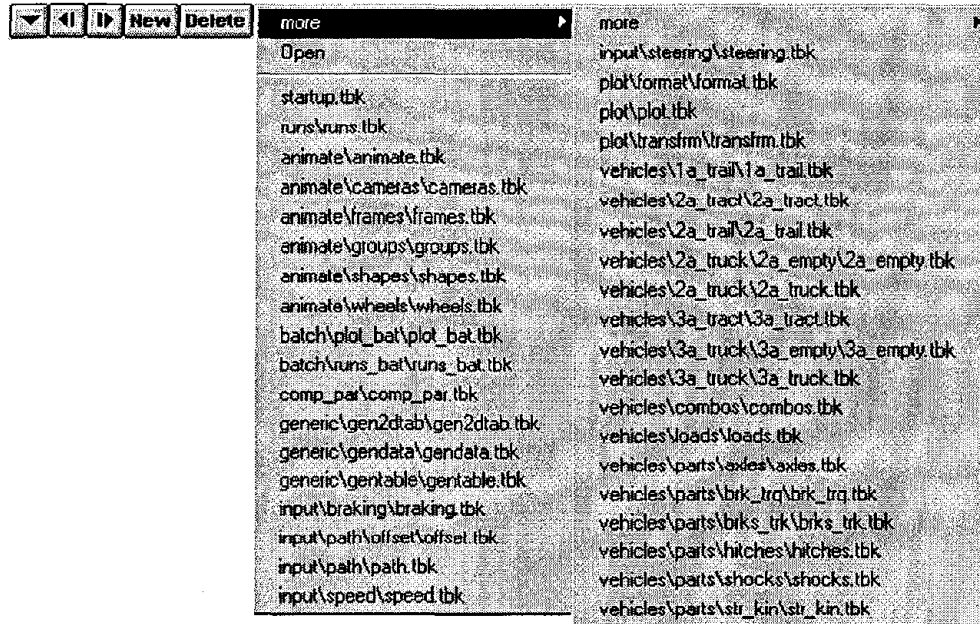 New Delete
more
Open
startup.tbk
runs\runs.tbk
animate\animate.tbk
animate\cameras\cameras.tbk
animate\frames\frames.tbk
animate\groups\groups.tbk
animate\shapes\shapes.tbk
animate\wheels\wheels.tbk
batch\plot_bat\plot_bat.tbk
batch\runs_bat\runs_bat.tbk
comp_par\comp_par.tbk
generic\gen2dtab\gen2dtab.tbk
generic\gendata\gendata.tbk
generic\gentable\gentable.tbk
input\braking\braking.tbk
input\path\offset\offset.tbk
input\path\path.tbk
input\speed\speed.tbk
more
input\steering\steering.tbk
plot\format\format.tbk
plot\plot.tbk
plot\transfrm\transfrm.tbk
vehicles\1a_trail\1a_trail.tbk
vehicles\2a_tract\2a_tract.tbk
vehicles\2a_trail\2a_trail.tbk
vehicles\2a_truck\2a_empty\2a_empty.tbk
vehicles\2a_truck\2a_truck.tbk
vehicles\3a_tract\3a_tract.tbk
vehicles\3a_truck\3a_empty\3a_empty.tbk
vehicles\3a_truck\3a_truck.tbk
vehicles\combos\combos.tbk
vehicles\loads\loads.tbk
vehicles\parts\axles\axles.tbk
vehicles\parts\brk_trq\brk_trq.tbk
vehicles\parts\brks_trk\brks_trk.tbk
vehicles\parts\hitches\hitches.tbk
vehicles\parts\shocks\shocks.tbk
vehicles\parts\str_kin\str_kin.tbk